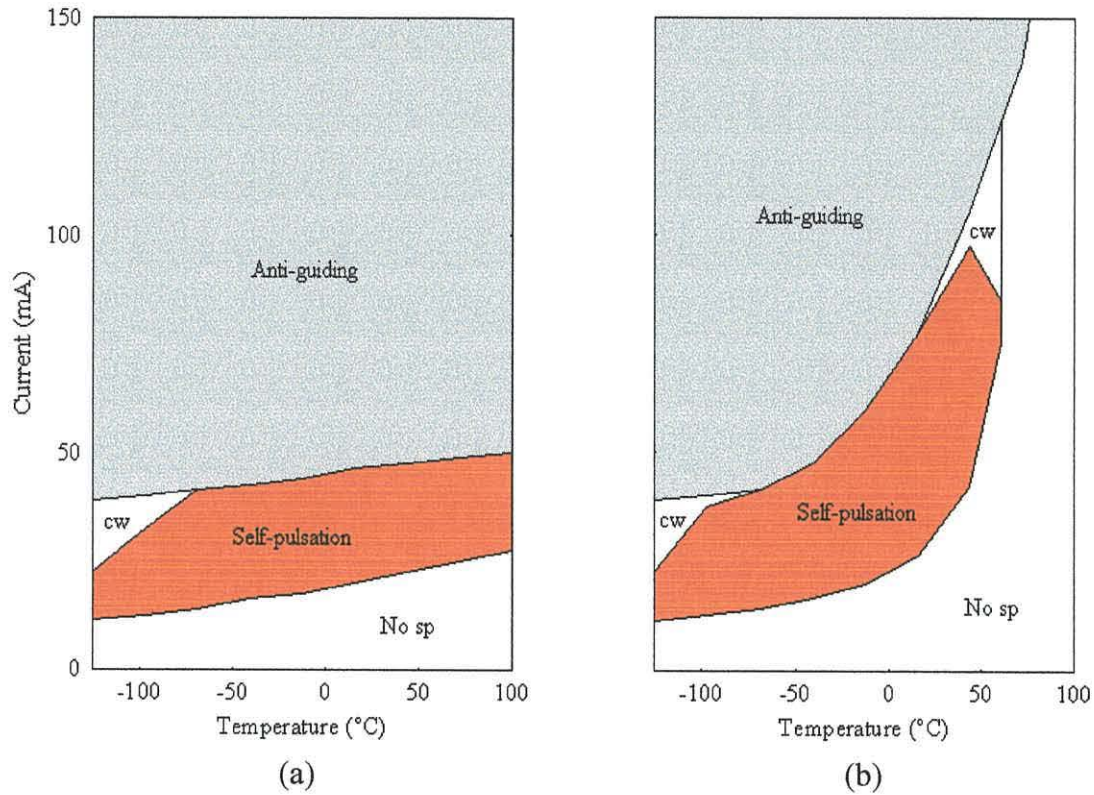 150
100
50
0
Current (mA)
Anti-guiding
cw
Self-pulsation
No sp
-100 -50 0 50 100
Temperature (°C)
(a)
Anti-guiding
cw
cw
Self-pulsation
No sp
-100 -50 0 50 100
Temperature (°C)
(b)